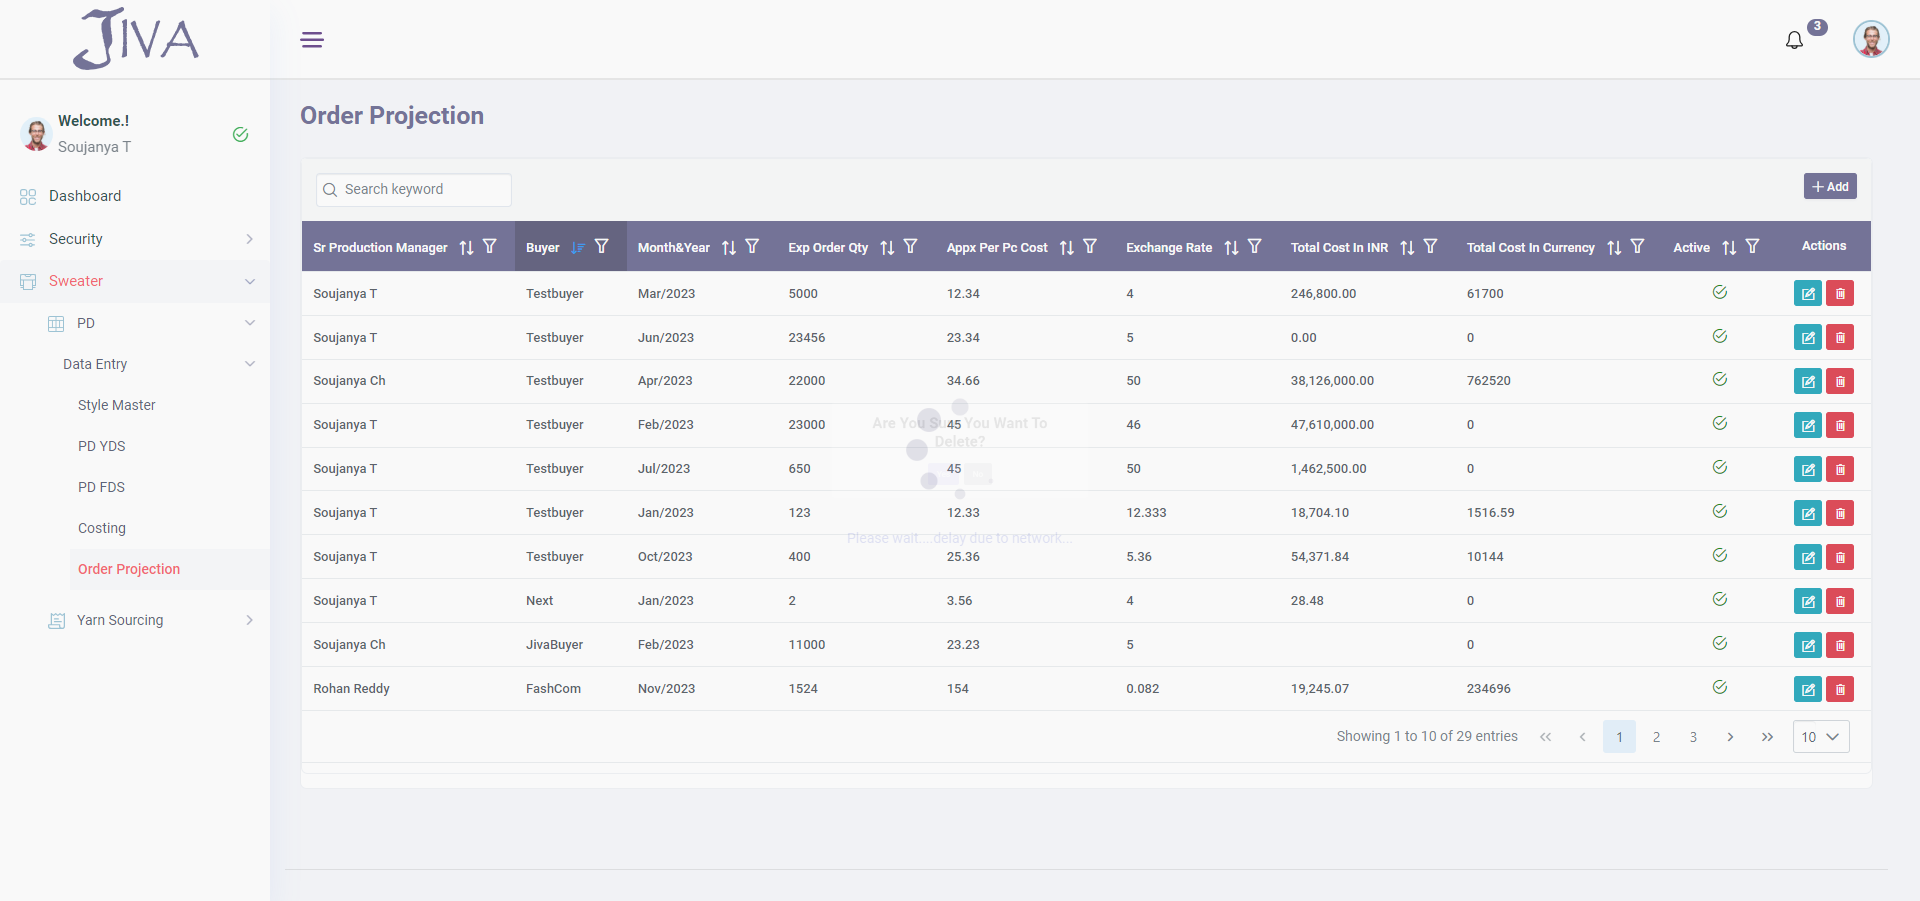 JIVA
3
Welcome.!
Soujanya T
Dashboard
Security
Sweater
PD
Data Entry
Style Master
PD YDS
PD FDS
Costing
Order Projection
Yarn Sourcing
Order Projection
Search keyword
Add
Sr Production Manager Buyer Month&Year Exp Order Qty Appx Per Pc Cost Exchange Rate Total Cost In INR Total Cost In Currency Active Actions
Soujanya T Testbuyer Mar/2023 5000 12.34 4 246,800.00 61700
Soujanya T Testbuyer Jun/2023 23456 23.34 5 0.00 0
Soujanya Ch Testbuyer Apr/2023 22000 34.66 50 38,126,000.00 762520
Soujanya T Testbuyer Feb/2023 23000 45 46 47,610,000.00 0
Soujanya T Testbuyer Jul/2023 650 45 50 1,462,500.00 0
Soujanya T Testbuyer Jan/2023 123 12.33 12.333 18,704.10 1516.59
Soujanya T Testbuyer Oct/2023 400 25.36 5.36 54,371.84 10144
Soujanya T Next Jan/2023 2 3.56 4 28.48 0
Soujanya Ch JivaBuyer Feb/2023 11000 23.23 5 0
Rohan Reddy FashCom Nov/2023 1524 154 0.082 19,245.07 234696
Are You Sure You Want To
Delete?
Please wait....delay due to network...
Showing 1 to 10 of 29 entries 1 2 3 10